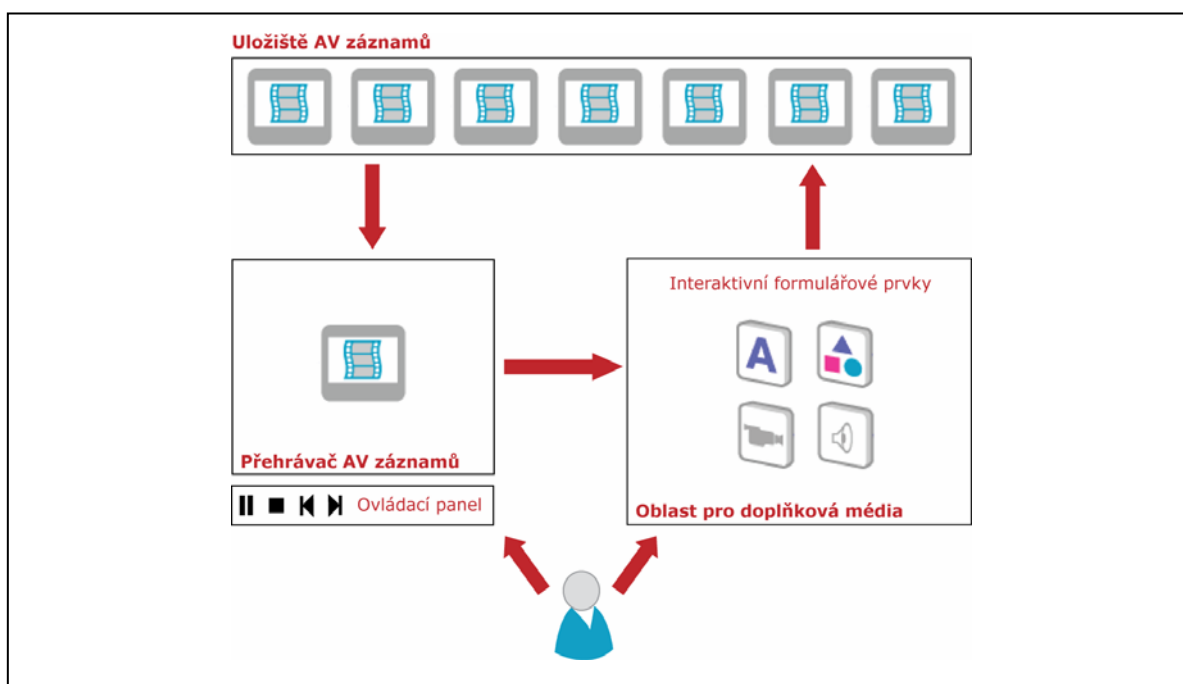 Uložiště AV záznamů
Interaktivní formulářové prvky
A
Přehrávač AV záznamů
Ovládací panel
Oblast pro doplňková média